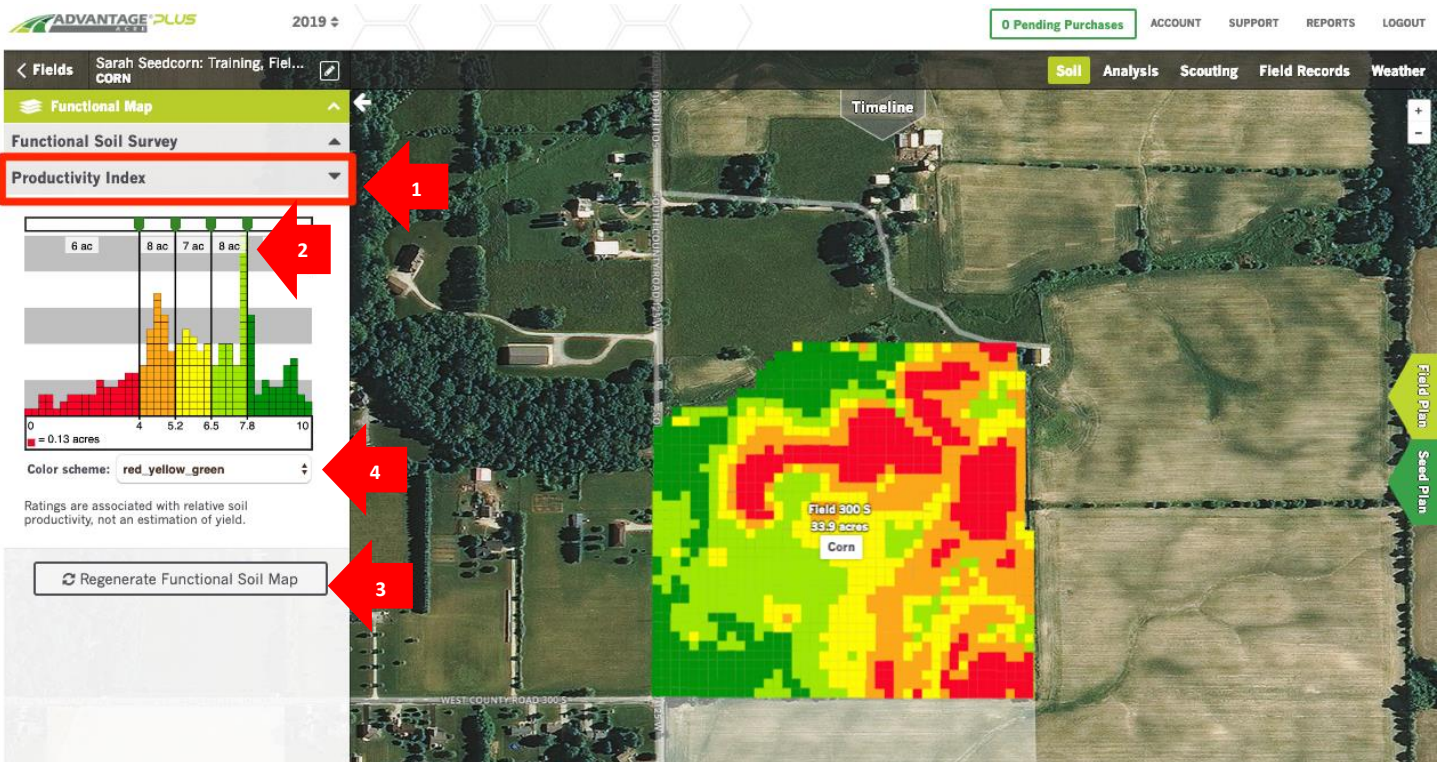 ADVANTAGE PLUS
ACRE
2019
0 Pending Purchases
ACCOUNT
SUPPORT
REPORTS
LOGOUT
Fields
Sarah Seedcorn: Training, Fiel...
CORN
Soil
Analysis
Scouting
Field Records
Weather
Functional Map
Timeline
+
-
Functional Soil Survey
Productivity Index
1
2
6 ac
8 ac
7 ac
8 ac
0
4
5.2
6.5
7.8
10
= 0.13 acres
Color scheme: red_yellow_green
4
Ratings are associated with relative soil
productivity, not an estimation of yield.
Regenerate Functional Soil Map
3
Field 300 S
33.9 acres
Corn
Field Plan
Seed Plan
WEST COUNTY ROAD 300 S